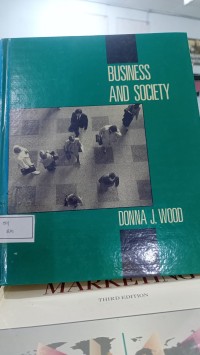 BUSINESS
AND SOCIETY
DONNA J. WOOD
MARKETING
THIRD EDITION